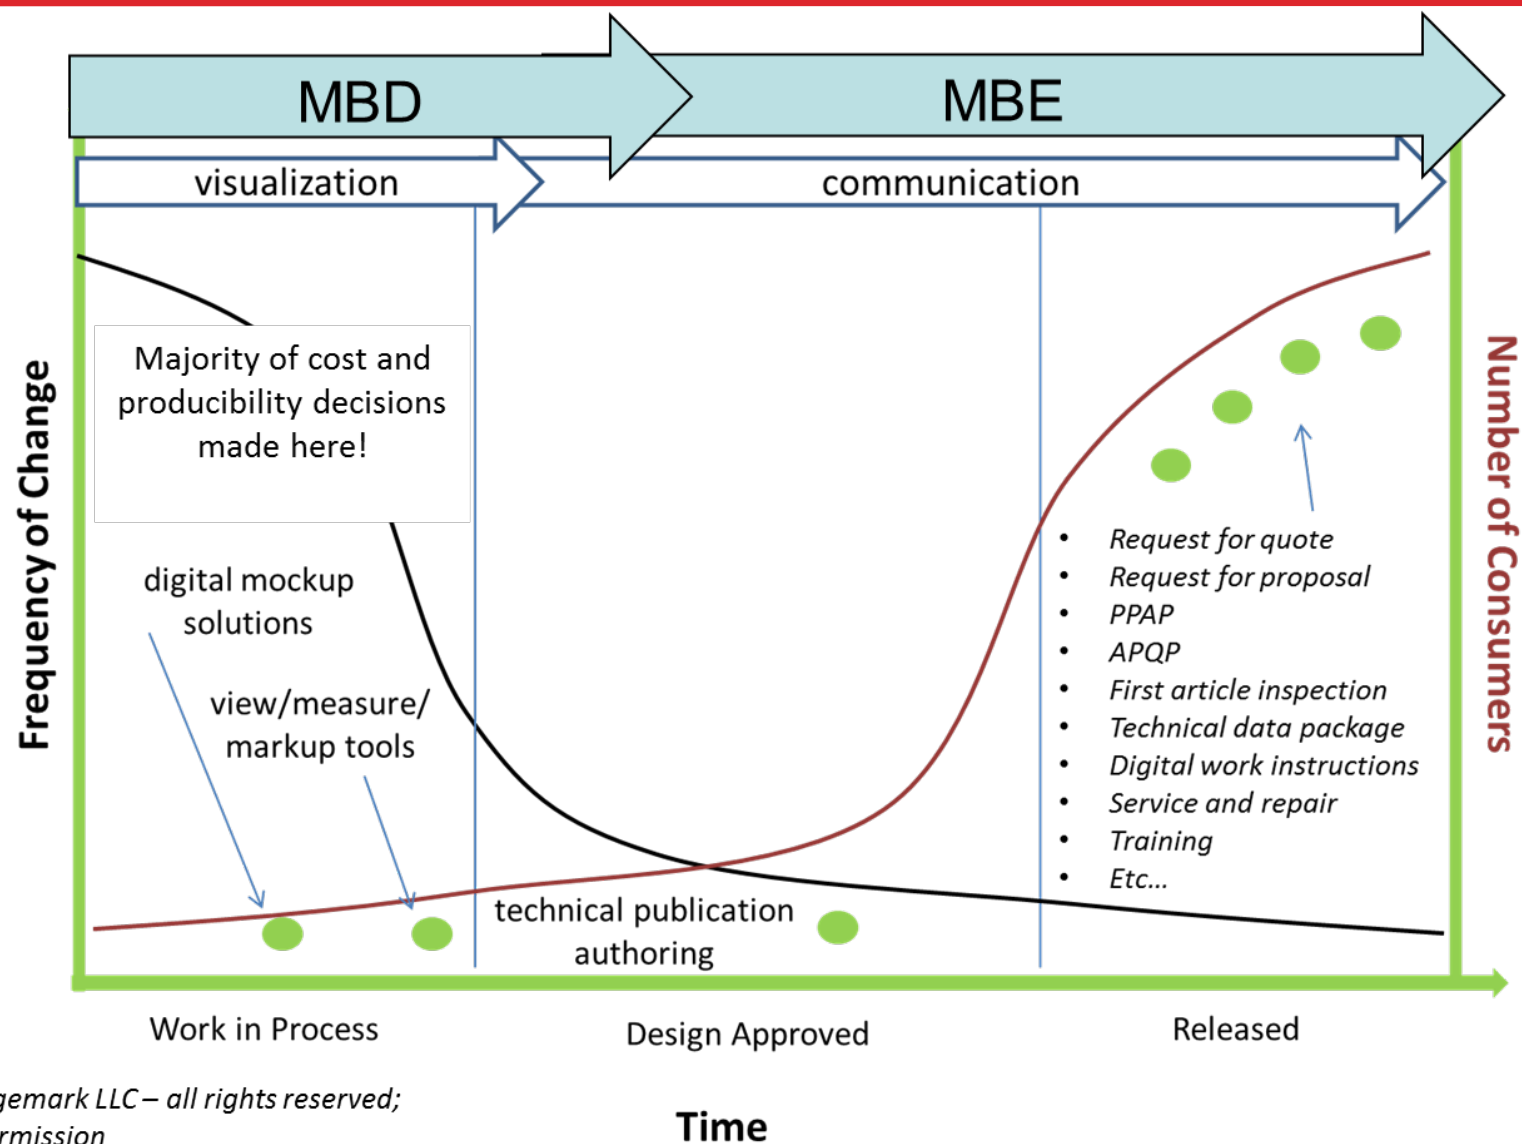 MBD
MBE
visualization
communication
Frequency of Change
Majority of cost and
producibility decisions
made here!
digital mockup
solutions
view/measure/
markup tools
technical publication
authoring
• Request for quote
• Request for proposal
• PPAP
• APQP
• First article inspection
• Technical data package
• Digital work instructions
• Service and repair
• Training
• Etc...
Number of Consumers
Work in Process
Design Approved
Released
Time
gemark LLC – all rights reserved;
rmission